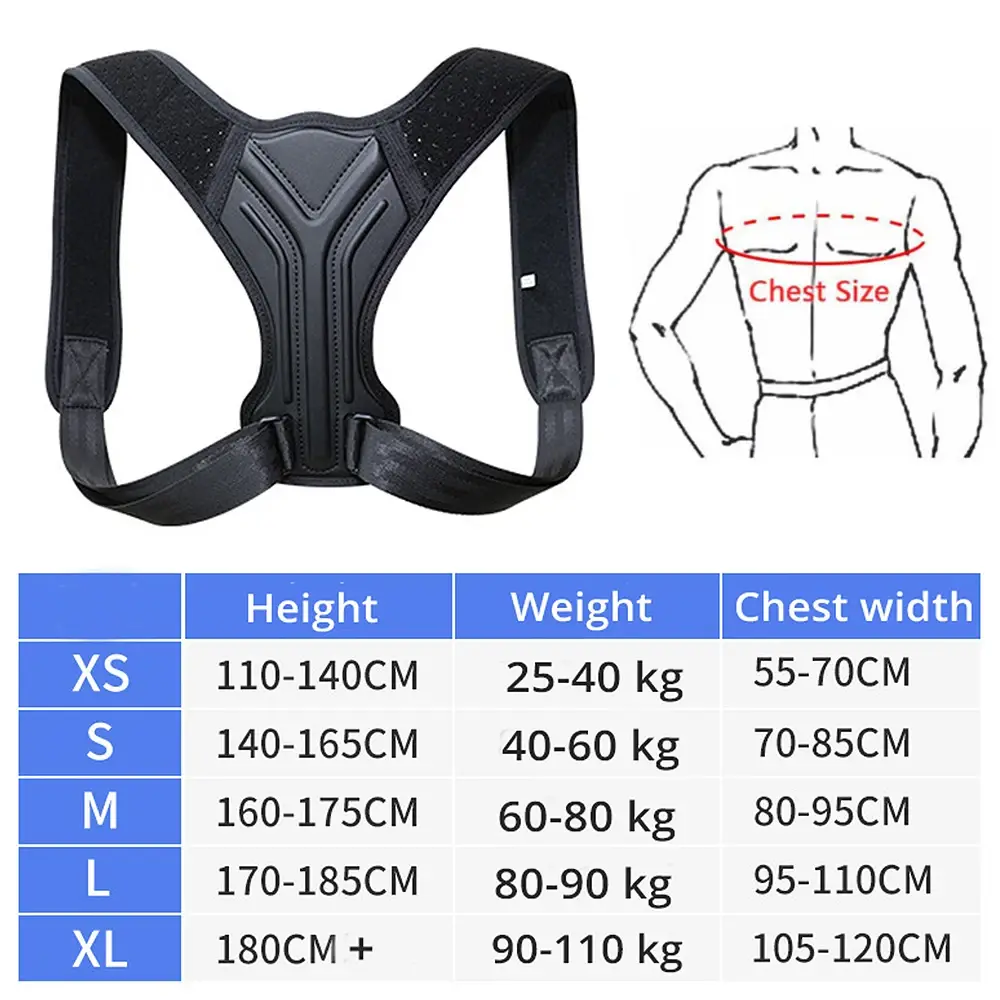 Chest Size
Height Weight Chest width
XS 110-140CM 25-40 kg 55-70CM
S 140-165CM 40-60 kg 70-85CM
M 160-175CM 60-80 kg 80-95CM
L 170-185CM 80-90 kg 95-110CM
XL 180CM + 90-110 kg 105-120CM